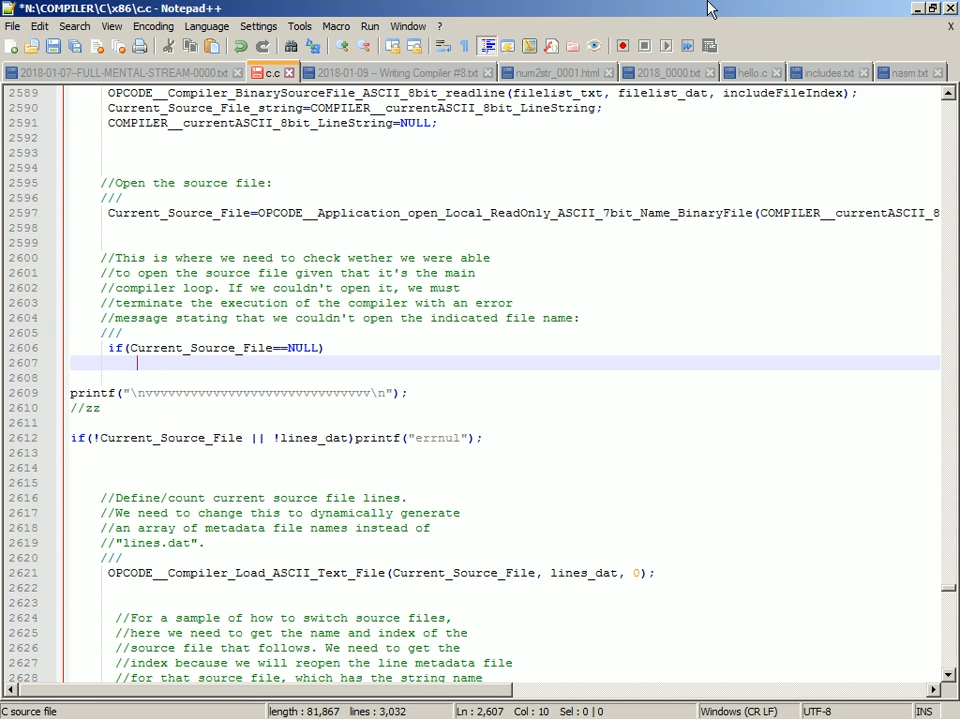 *N:\COMPILER\C\x86\c.c - Notepad++
File Edit Search View Encoding Language Settings Tools Macro Run Window ? X
2018-01-07--FULL-MENTAL-STREAM-0000.txt c.c 2018-01-09 -- Writing Compiler #8.txt num2str_0001.html 2018_0000.txt hello.c includes.txt nasm.txt
2589 OPCODE__Compiler_BinarySourceFile_ASCII_8bit_readline(filelist_txt, filelist_dat, includeFileIndex);
2590 Current_Source_File_string=COMPILER__currentASCII_8bit_LineString;
2591 COMPILER__currentASCII_8bit_LineString=NULL;
2592
2593
2594
2595 //Open the source file:
2596 ///
2597 Current_Source_File=OPCODE__Application_open_Local_ReadOnly_ASCII_7bit_Name_BinaryFile(COMPILER__currentASCII_8
2598
2599
2600 //This is where we need to check wether we were able
2601 //to open the source file given that it's the main
2602 //compiler loop. If we couldn't open it, we must
2603 //terminate the execution of the compiler with an error
2604 //message stating that we couldn't open the indicated file name:
2605 ///
2606 if(Current_Source_File==NULL)
2607
2608
2609 printf("\nvvvvvvvvvvvvvvvvvvvvvvvvvvvvvv\n");
2610 //zz
2611
2612 if(!Current_Source_File || !lines_dat)printf("errnul");
2613
2614
2615
2616 //Define/count current source file lines.
2617 //We need to change this to dynamically generate
2618 //an array of metadata file names instead of
2619 //"lines.dat".
2620 ///
2621 OPCODE__Compiler_Load_ASCII_Text_File(Current_Source_File, lines_dat, 0);
2622
2623
2624 //For a sample of how to switch source files,
2625 //here we need to get the name and index of the
2626 //source file that follows. We need to get the
2627 //index because we will reopen the line metadata file
2628 //for that source file, which has the string name
C source file length : 81,867 lines : 3,032 Ln : 2,607 Col : 10 Sel : 0 | 0 Windows (CR LF) UTF-8 INS